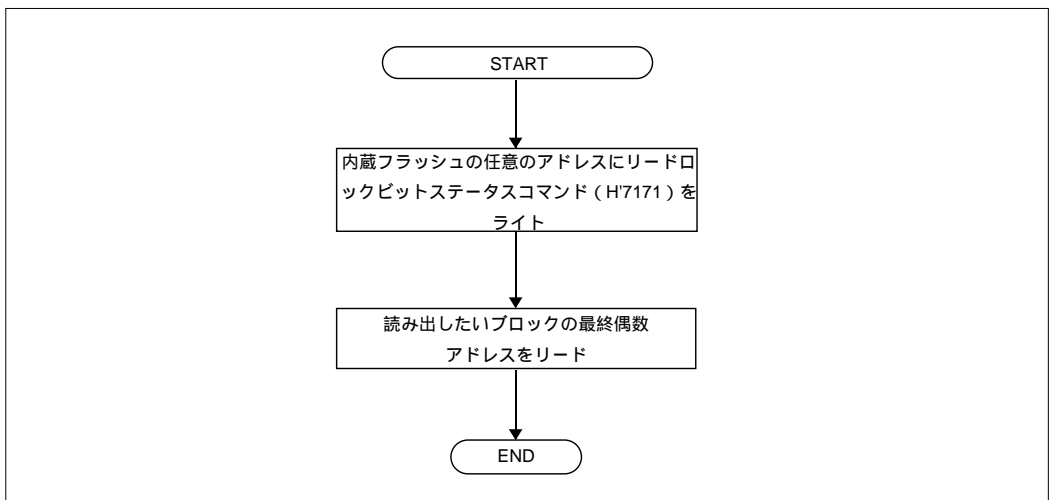 START
内蔵フラッシュの任意のアドレスにリードロ
ックビットステータスコマンド（H'7171）を
ライト
読み出したいブロックの最終偶数
アドレスをリード
END